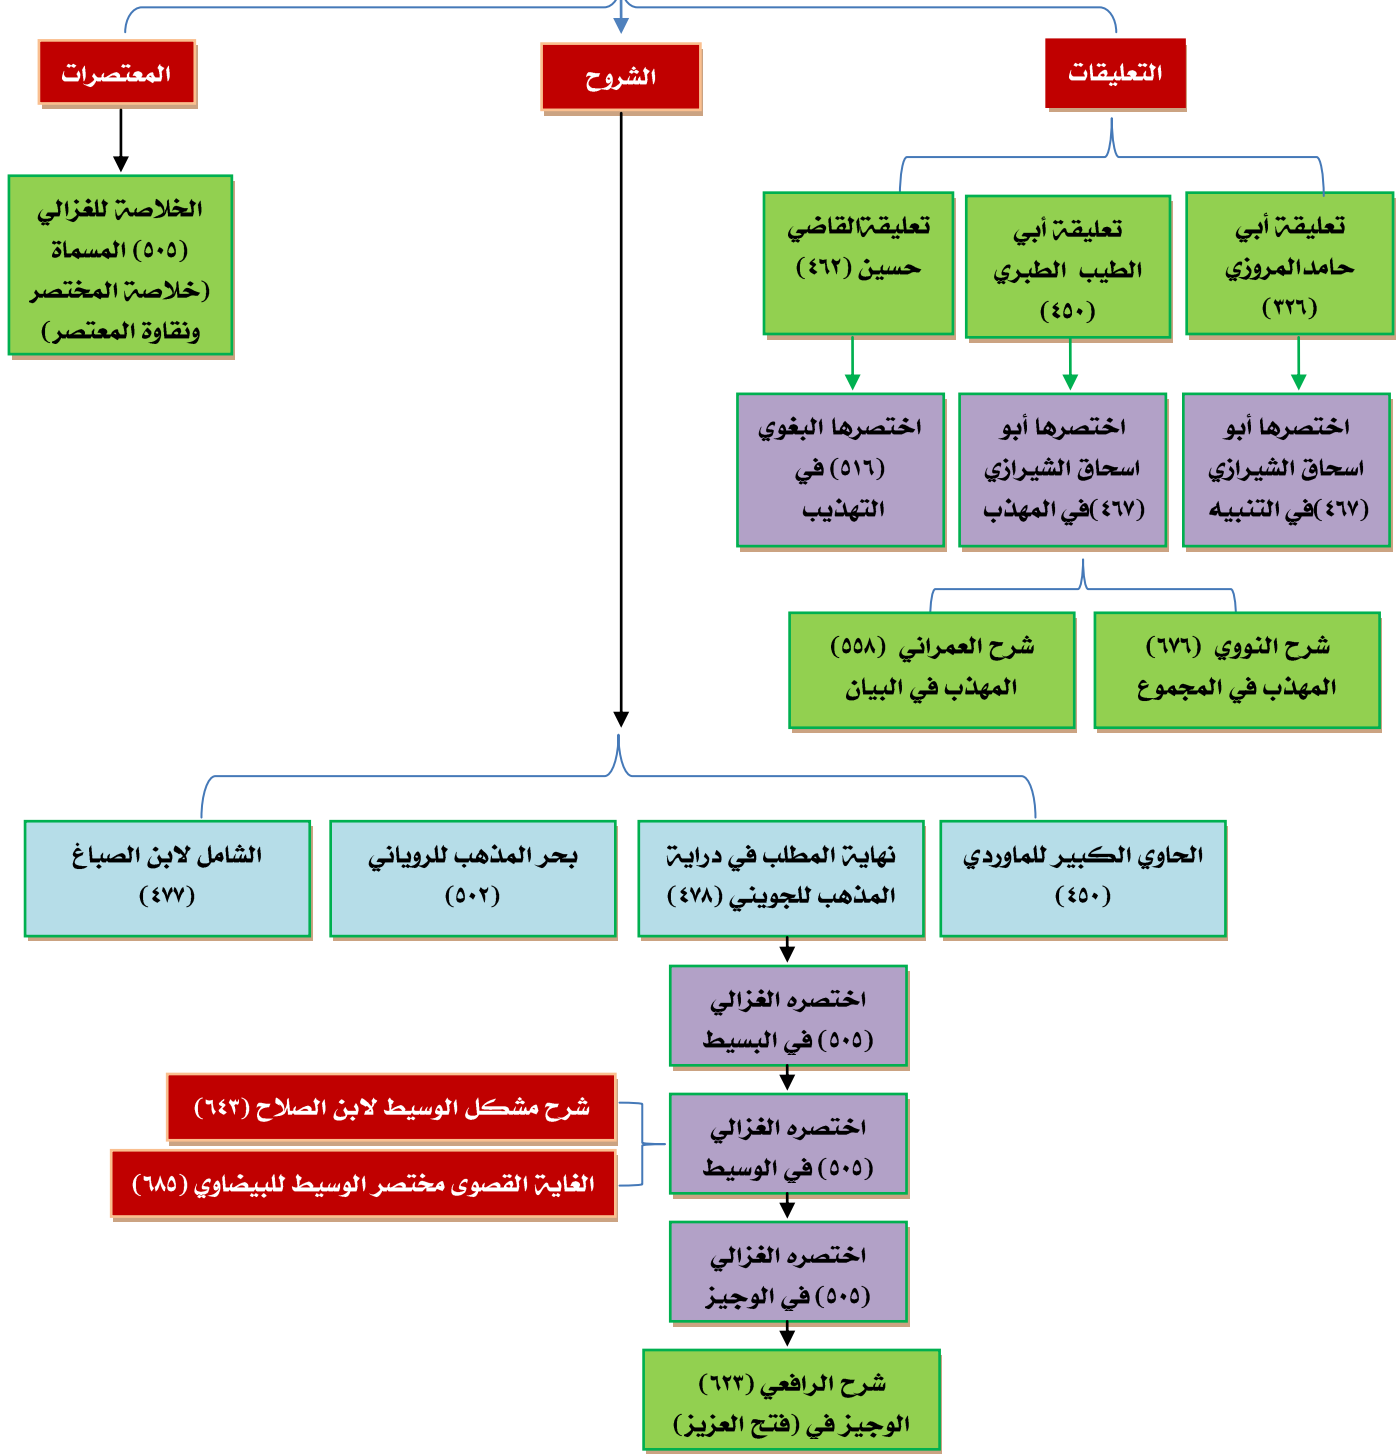 التعليقات
الشروح
المعتصرات
تعليقة أبي
حامدالمروزي
(٣٢٦)
تعليقة أبي
الطيب الطبري
(٤٥٠)
تعليقةالقاضي
حسين (٤٦٢)
الخلاصة للغزالي
(٥٠٥) المسماة
(خلاصة المختصر
ونقاوة المعتصر)
اختصرها أبو
اسحاق الشيرازي
(٤٦٧)في التنبيه
اختصرها أبو
اسحاق الشيرازي
(٤٦٧)في المهذب
اختصرها البغوي
(٥١٦) في
التهذيب
شرح النووي (٦٧٦)
المهذب في المجموع
شرح العمراني (٥٥٨)
المهذب في البيان
الحاوي الكبير للماوردي
(٤٥٠)
نهاية المطلب في دراية
المذهب للجويني (٤٧٨)
بحر المذهب للروياني
(٥٠٢)
الشامل لابن الصباغ
(٤٧٧)
اختصره الغزالي
(٥٠٥) في البسيط
اختصره الغزالي
(٥٠٥) في الوسيط
شرح مشكل الوسيط لابن الصلاح (٦٤٣)
الغاية القصوى مختصر الوسيط للبيضاوي (٦٨٥)
اختصره الغزالي
(٥٠٥) في الوجيز
شرح الرافعي (٦٢٣)
الوجيز في (فتح العزيز)